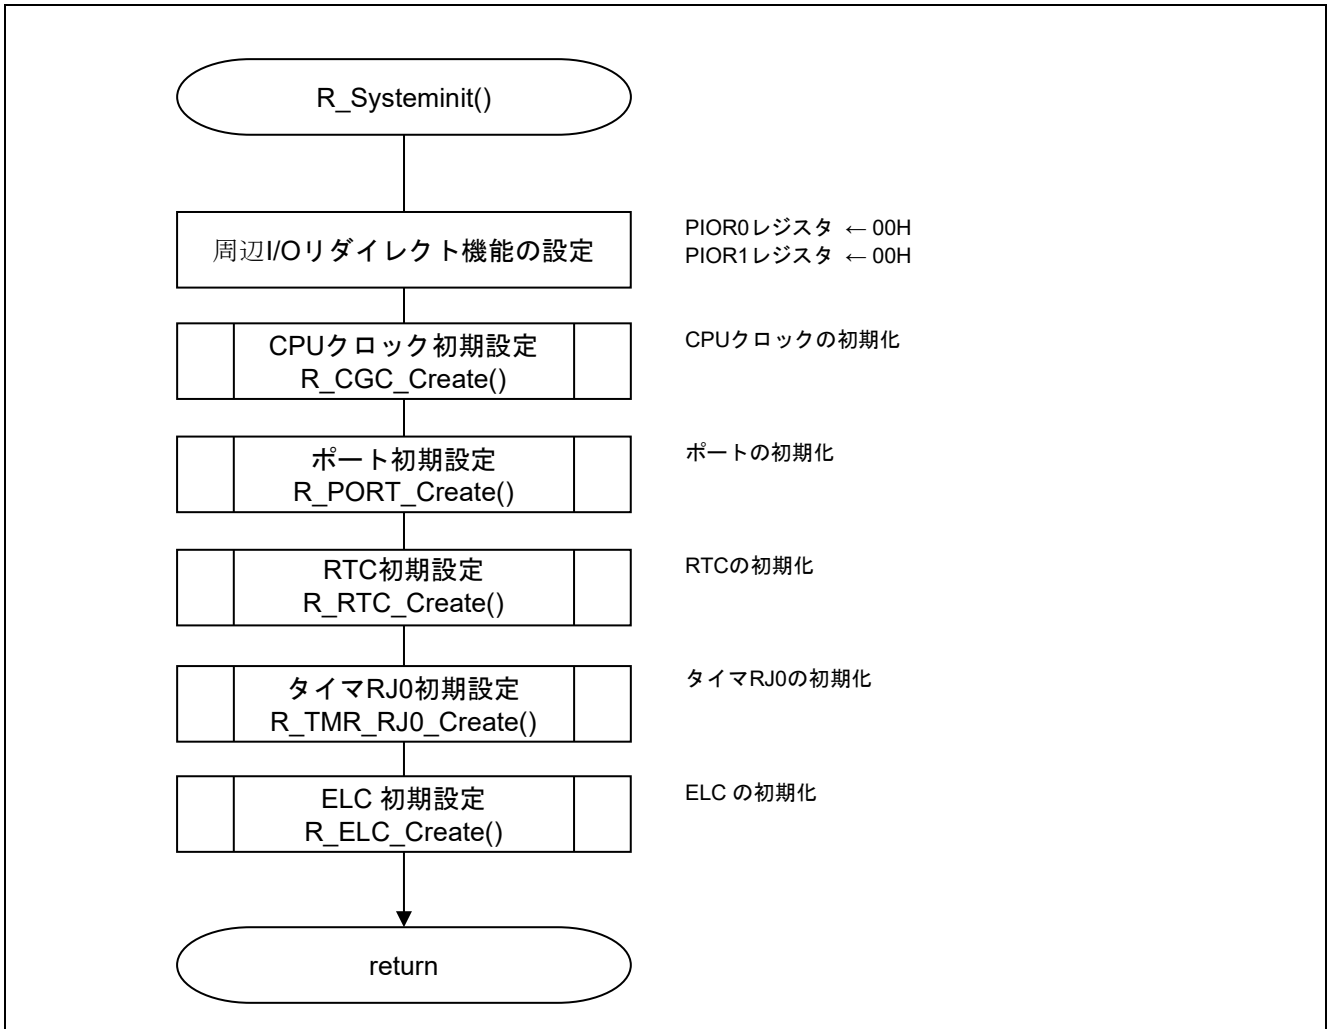 R_Systeminit()
周辺I/Oリダイレクト機能の設定
PIOR0レジスタ ← 00H
PIOR1レジスタ ← 00H
CPUクロック初期設定
R_CGC_Create()
CPUクロックの初期化
ポート初期設定
R_PORT_Create()
ポートの初期化
RTC初期設定
R_RTC_Create()
RTCの初期化
タイマRJ0初期設定
R_TMR_RJ0_Create()
タイマRJ0の初期化
ELC 初期設定
R_ELC_Create()
ELC の初期化
return